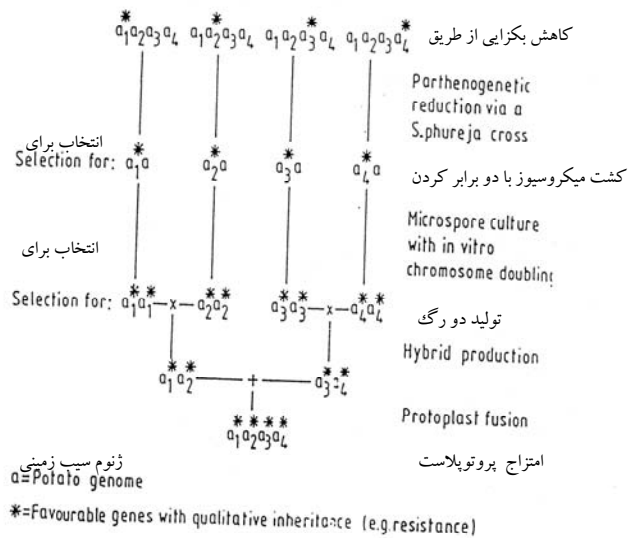 * * * *
a1a2a3a4 a1a2a3a4 a1a2a3a4 a1a2a3a4 کاهش بکزایی از طریق
Parthenogenetic
reduction via a
S.phureja cross
انتخاب برای
* * * *
Selection for: a1a a2a a3a a4a
کشت میکروسیوز با دو برابر کردن
Microspore culture
with in vitro
chromosome doubling
انتخاب برای
** ** ** **
Selection for: a1a1 x a2a2 a3a3 x a4a4
تولید دو رگ
Hybrid production
** **
a1a2 + a3:4
Protoplast fusion
****
a1a2a3a4
ژنوم سیب زمینی امتزاج پروتوپلاست
a=Potato genome
*=Favourable genes with qualitative inheritance (e.g.resistance)